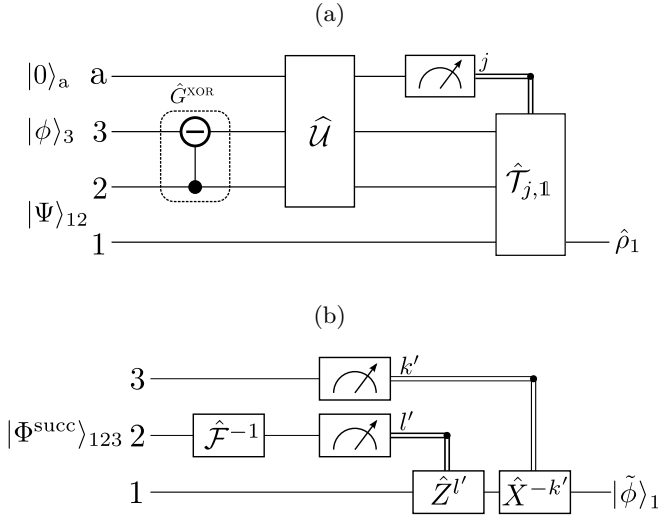 (a)
|0⟩ₐ a
Ĝ^XOR
j
|ϕ⟩₃ 3
𝒰̂
2
𝒯̂_{j,𝟙}
|Ψ⟩₁₂
1
ρ̂₁
(b)
3
k′
|Φ^succ⟩₁₂₃ 2
ℱ̂⁻¹
l′
1
Ẑ^{l′}
X̂^{−k′}
|ϕ̃⟩₁